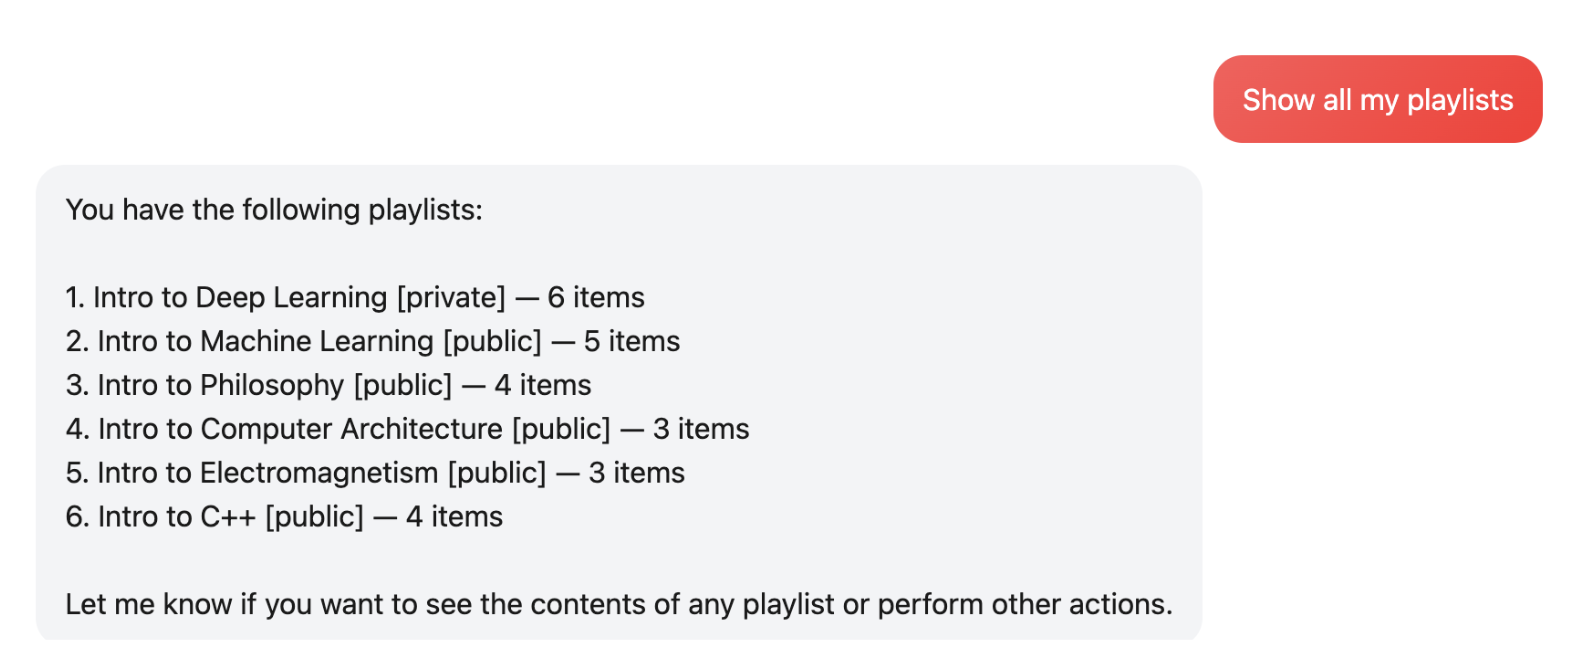 Show all my playlists
You have the following playlists:
1. Intro to Deep Learning [private] — 6 items
2. Intro to Machine Learning [public] — 5 items
3. Intro to Philosophy [public] — 4 items
4. Intro to Computer Architecture [public] — 3 items
5. Intro to Electromagnetism [public] — 3 items
6. Intro to C++ [public] — 4 items
Let me know if you want to see the contents of any playlist or perform other actions.